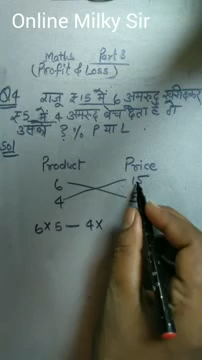 Online Milky Sir
Maths Part 3
(Profit & Loss)
Q4 राजू ₹15 में 6 अमरूद खरीदकर
₹5 में 4 अमरूद बेच देता है तो
उसको ? % P या L.
Sol
Product Price
6 15
4
6×5 — 4×